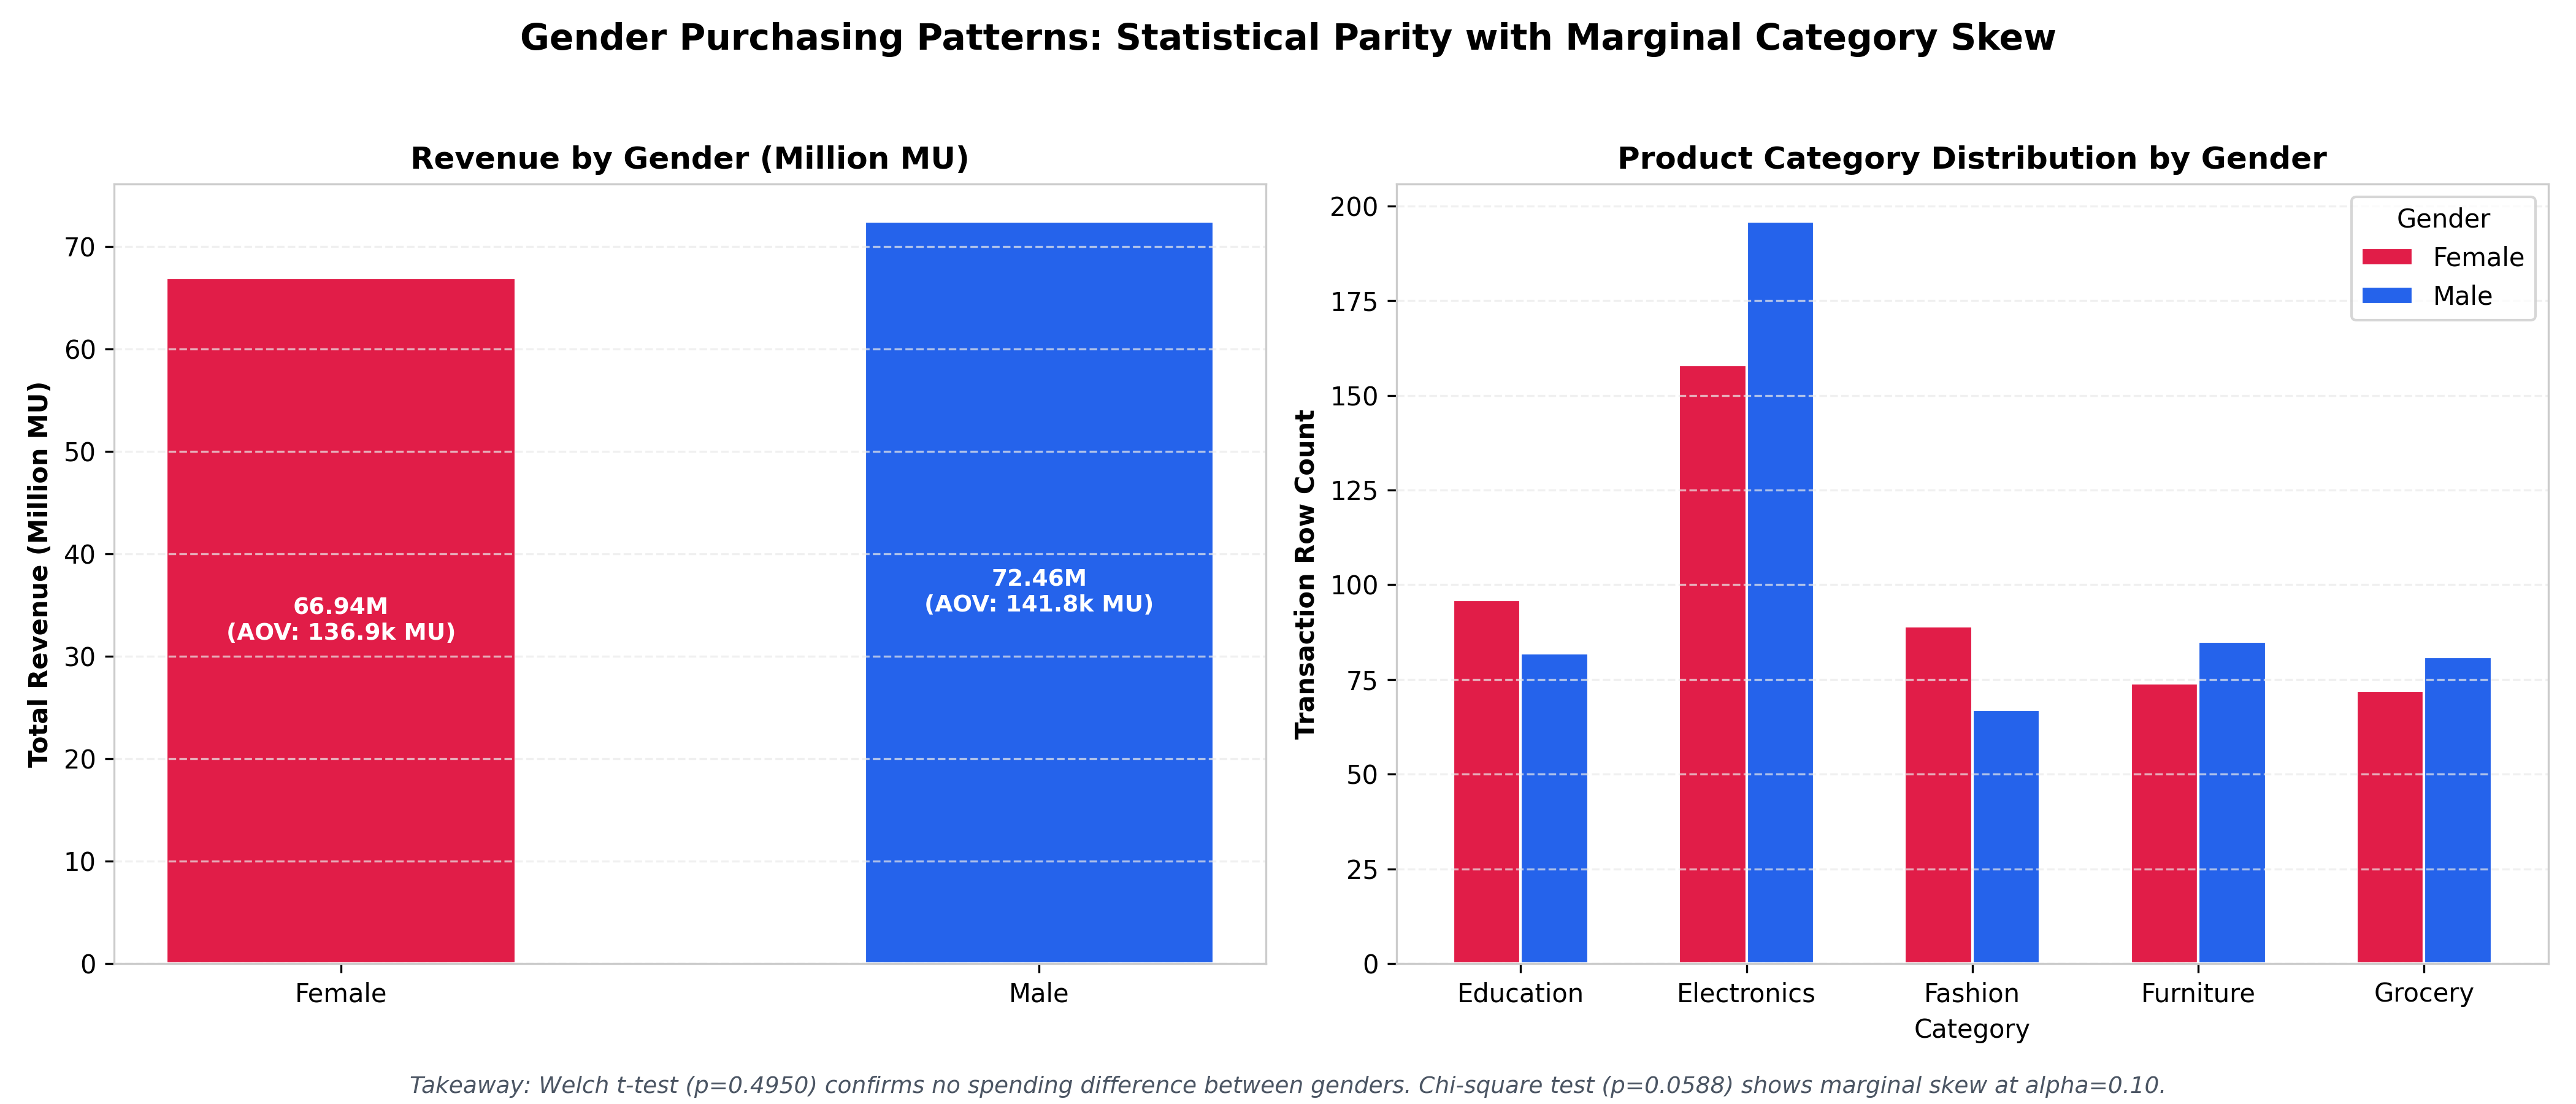 Gender Purchasing Patterns: Statistical Parity with Marginal Category Skew
Revenue by Gender (Million MU)
Total Revenue (Million MU)
70
60
50
40
30
20
10
0
66.94M
(AOV: 136.9k MU)
72.46M
(AOV: 141.8k MU)
Female
Male
Product Category Distribution by Gender
Transaction Row Count
200
175
150
125
100
75
50
25
0
Gender
Female
Male
Education
Electronics
Fashion
Furniture
Grocery
Category
Takeaway: Welch t-test (p=0.4950) confirms no spending difference between genders. Chi-square test (p=0.0588) shows marginal skew at alpha=0.10.